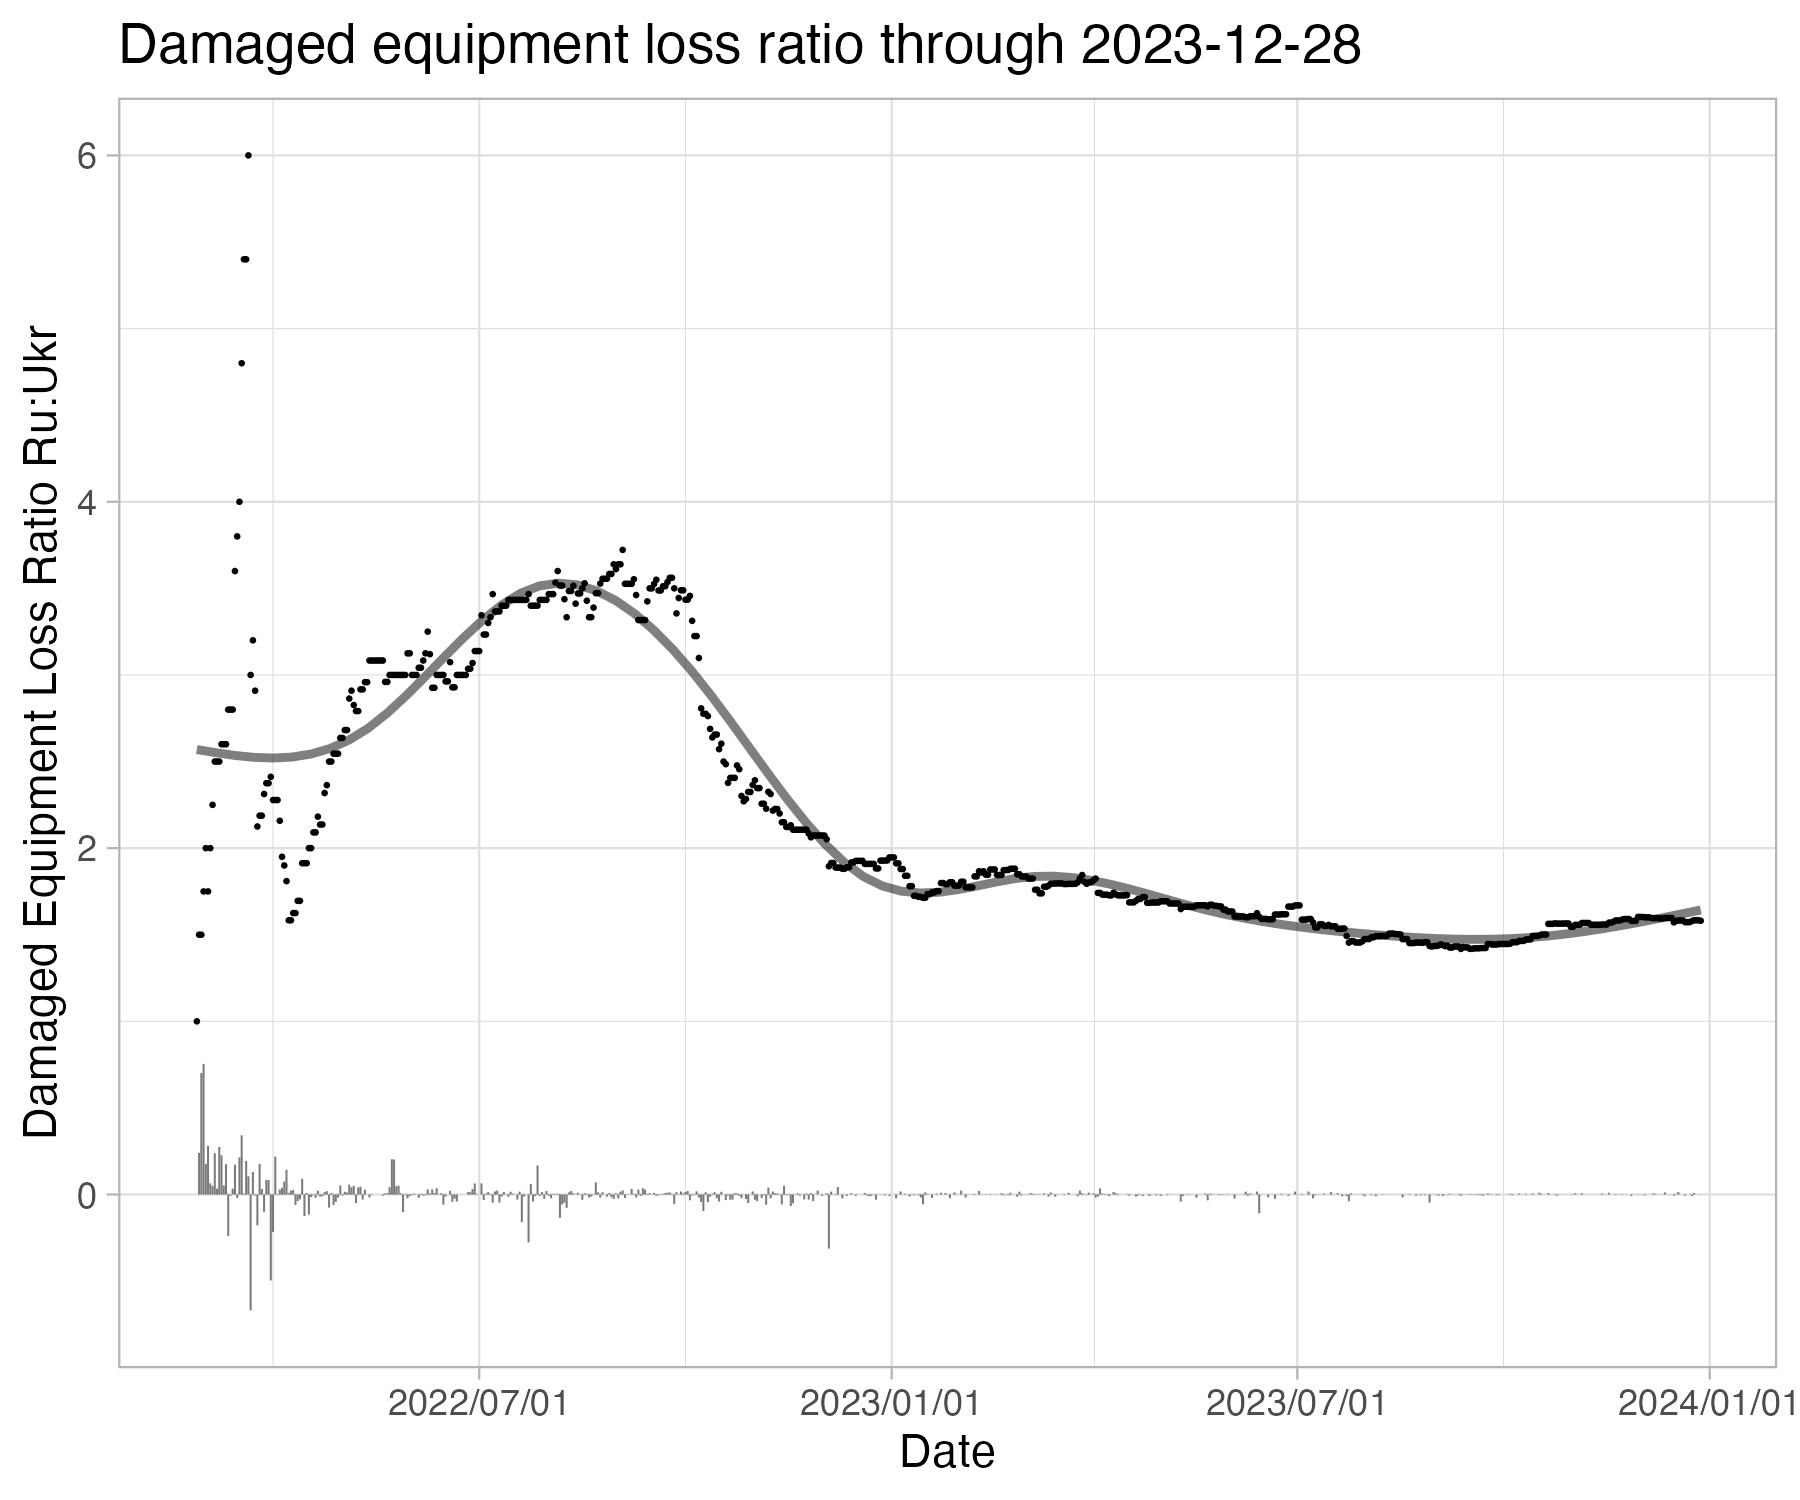 Damaged equipment loss ratio through 2023-12-28
Damaged Equipment Loss Ratio Ru:Ukr
6
4
2
0
2022/07/01
2023/01/01
2023/07/01
2024/01/01
Date